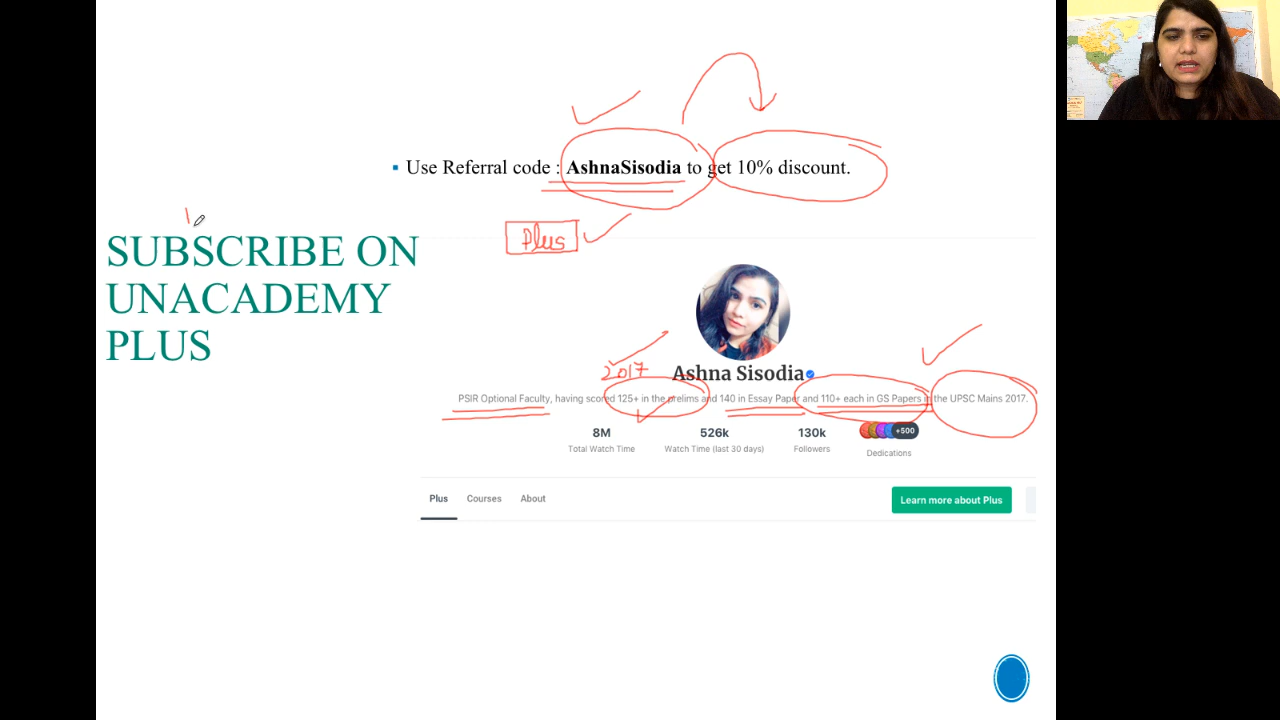 Use Referral code : AshnaSisodia to get 10% discount.
Plus
SUBSCRIBE ON
UNACADEMY
PLUS
2017
Ashna Sisodia
PSIR Optional Faculty, having scored 125+ in the prelims and 140 in Essay Paper and 110+ each in GS Papers in the UPSC Mains 2017.
8M 526k 130k +500
Total Watch Time Watch Time (last 30 days) Followers Dedications
Plus Courses About Learn more about Plus